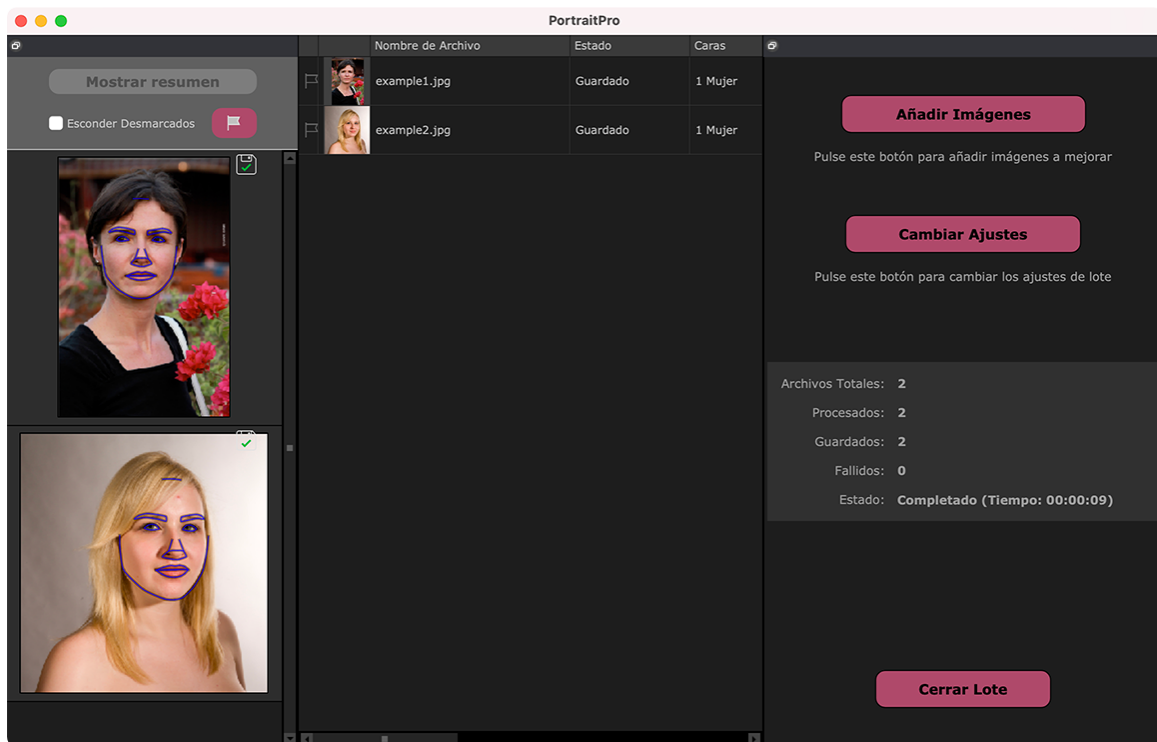 PortraitPro
Mostrar resumen
Esconder Desmarcados
Nombre de Archivo Estado Caras
example1.jpg Guardado 1 Mujer
example2.jpg Guardado 1 Mujer
Añadir Imágenes
Pulse este botón para añadir imágenes a mejorar
Cambiar Ajustes
Pulse este botón para cambiar los ajustes de lote
Archivos Totales: 2
Procesados: 2
Guardados: 2
Fallidos: 0
Estado: Completado (Tiempo: 00:00:09)
Cerrar Lote